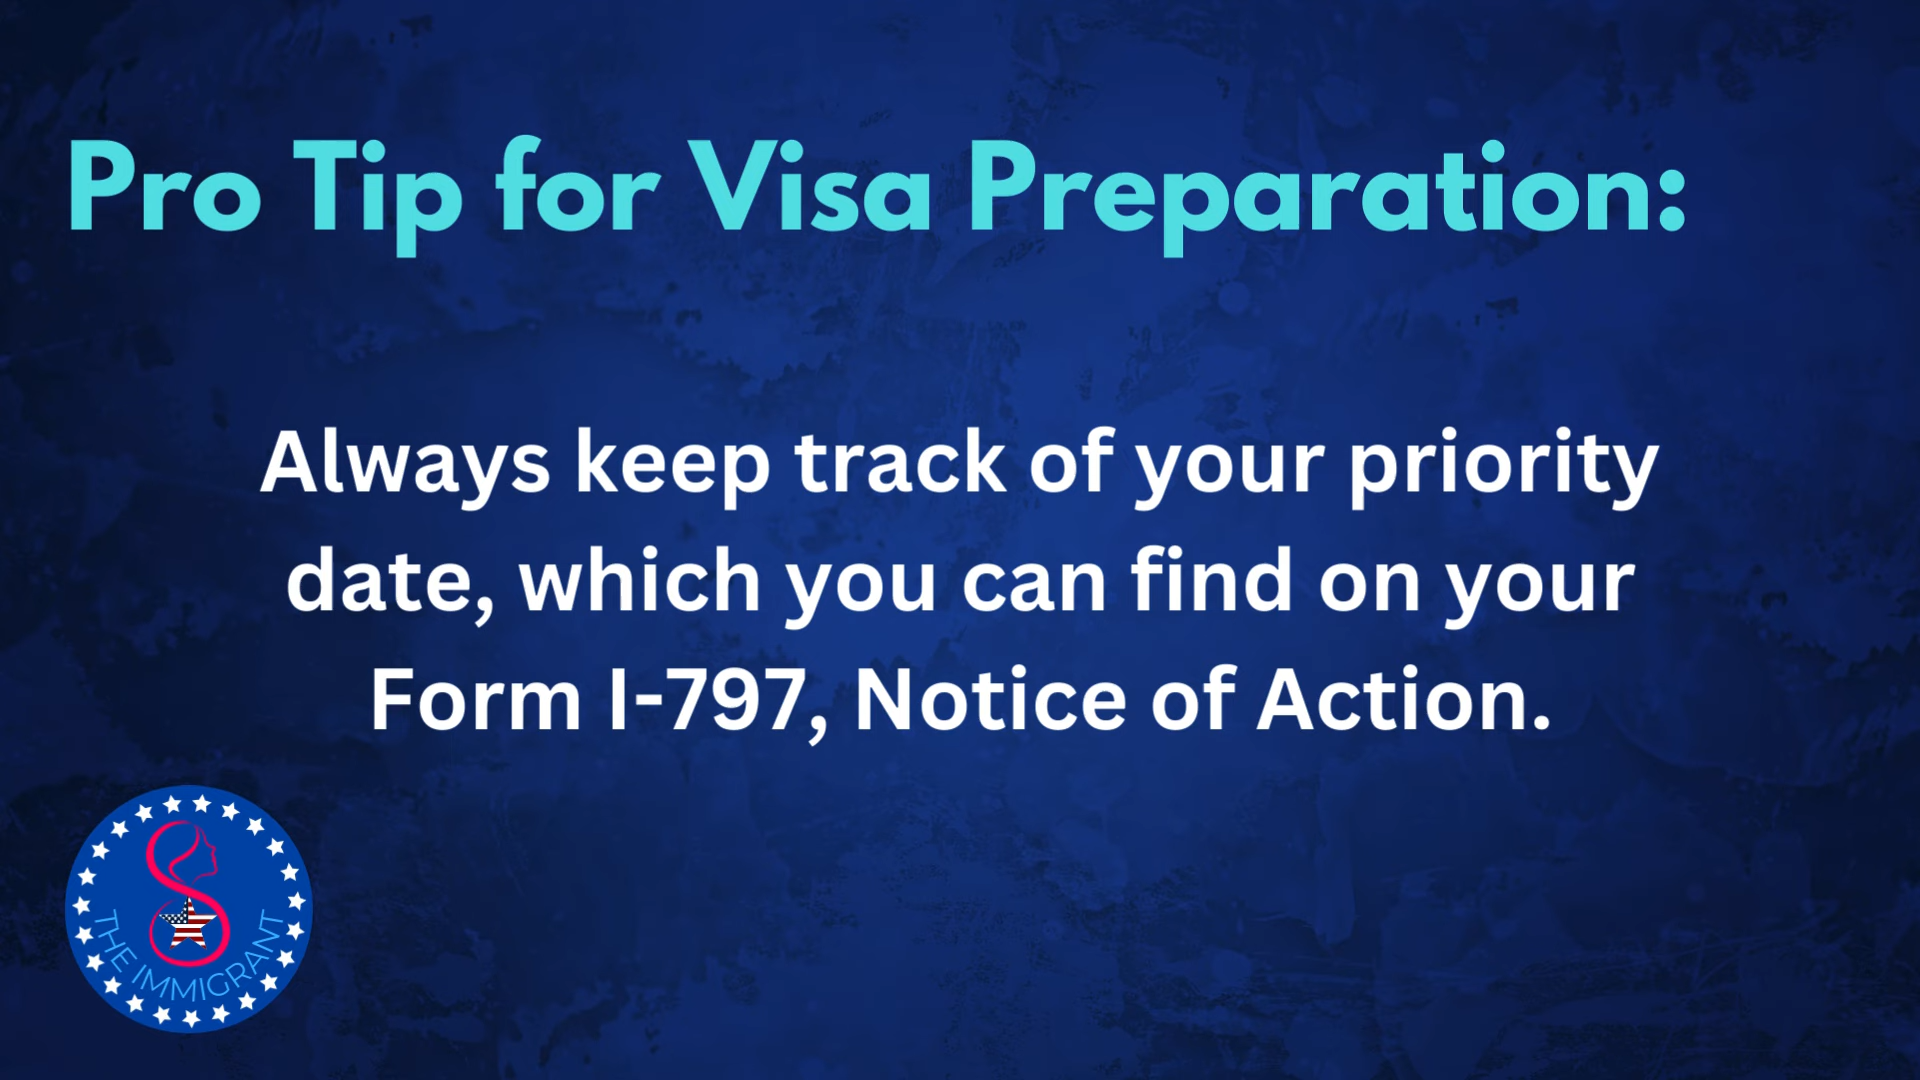 Pro Tip for Visa Preparation:
Always keep track of your priority
date, which you can find on your
Form I-797, Notice of Action.
THE IMMIGRANT